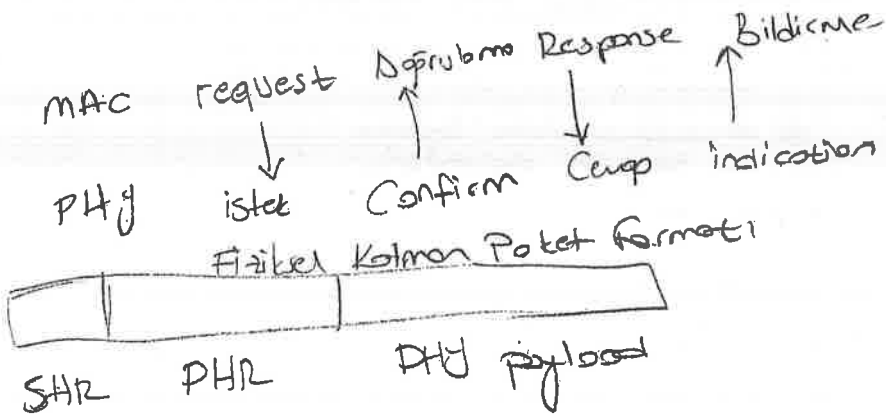 MAC request Doğrulama Response Bildirme
PHY istek Confirm Cevap indication
Fiziksel Katman Paket formatı
SHR PHR PHY payload